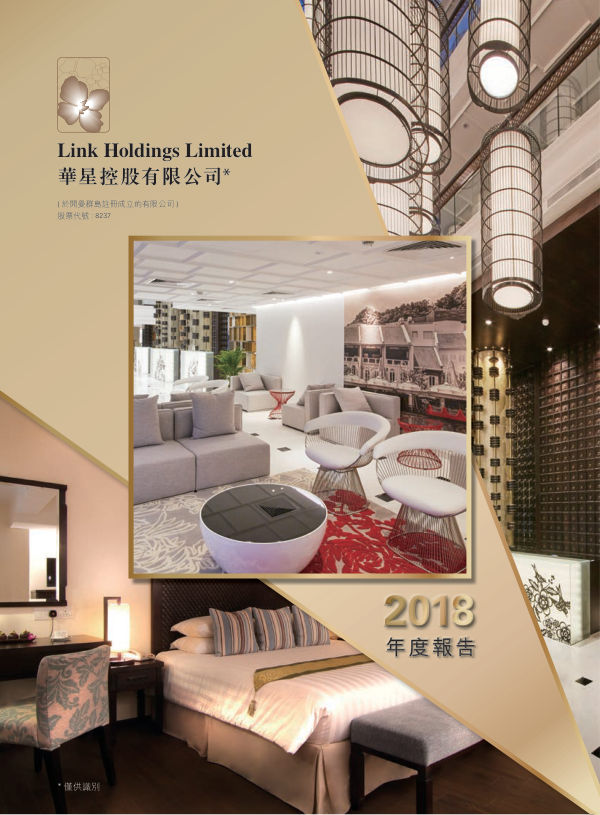 Link Holdings Limited
華星控股有限公司*
(於開曼群島註冊成立的有限公司)
股票代號 : 8237
2018
年度報告
* 僅供識別